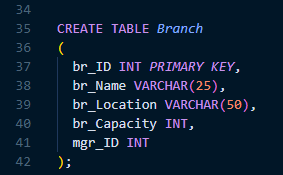 34
35 CREATE TABLE Branch
36 (
37 br_ID INT PRIMARY KEY,
38 br_Name VARCHAR(25),
39 br_Location VARCHAR(50),
40 br_Capacity INT,
41 mgr_ID INT
42 );